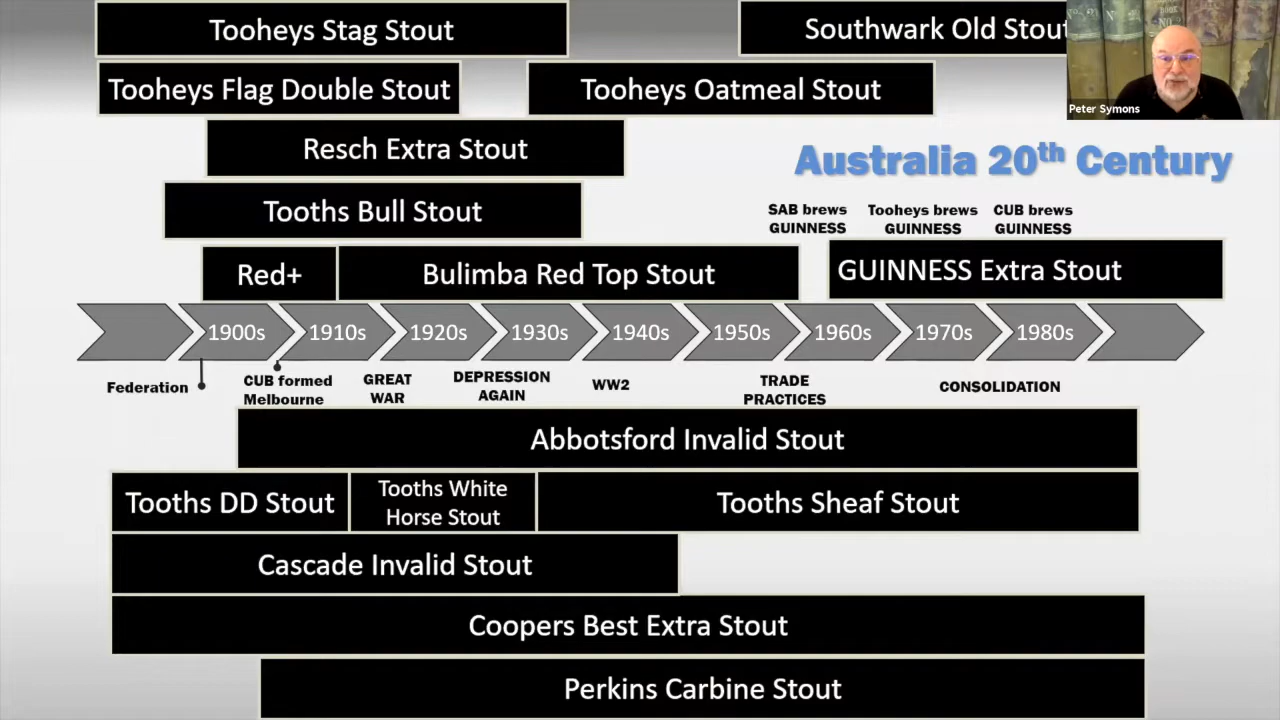 Tooheys Stag Stout
Southwark Old Stout
Tooheys Flag Double Stout
Tooheys Oatmeal Stout
Peter Symons
Resch Extra Stout
Australia 20th Century
Tooths Bull Stout
SAB brews
GUINNESS
Tooheys brews
GUINNESS
CUB brews
GUINNESS
Red+
Bulimba Red Top Stout
GUINNESS Extra Stout
1900s
1910s
1920s
1930s
1940s
1950s
1960s
1970s
1980s
Federation
CUB formed
Melbourne
GREAT
WAR
DEPRESSION
AGAIN
WW2
TRADE
PRACTICES
CONSOLIDATION
Abbotsford Invalid Stout
Tooths DD Stout
Tooths White
Horse Stout
Tooths Sheaf Stout
Cascade Invalid Stout
Coopers Best Extra Stout
Perkins Carbine Stout